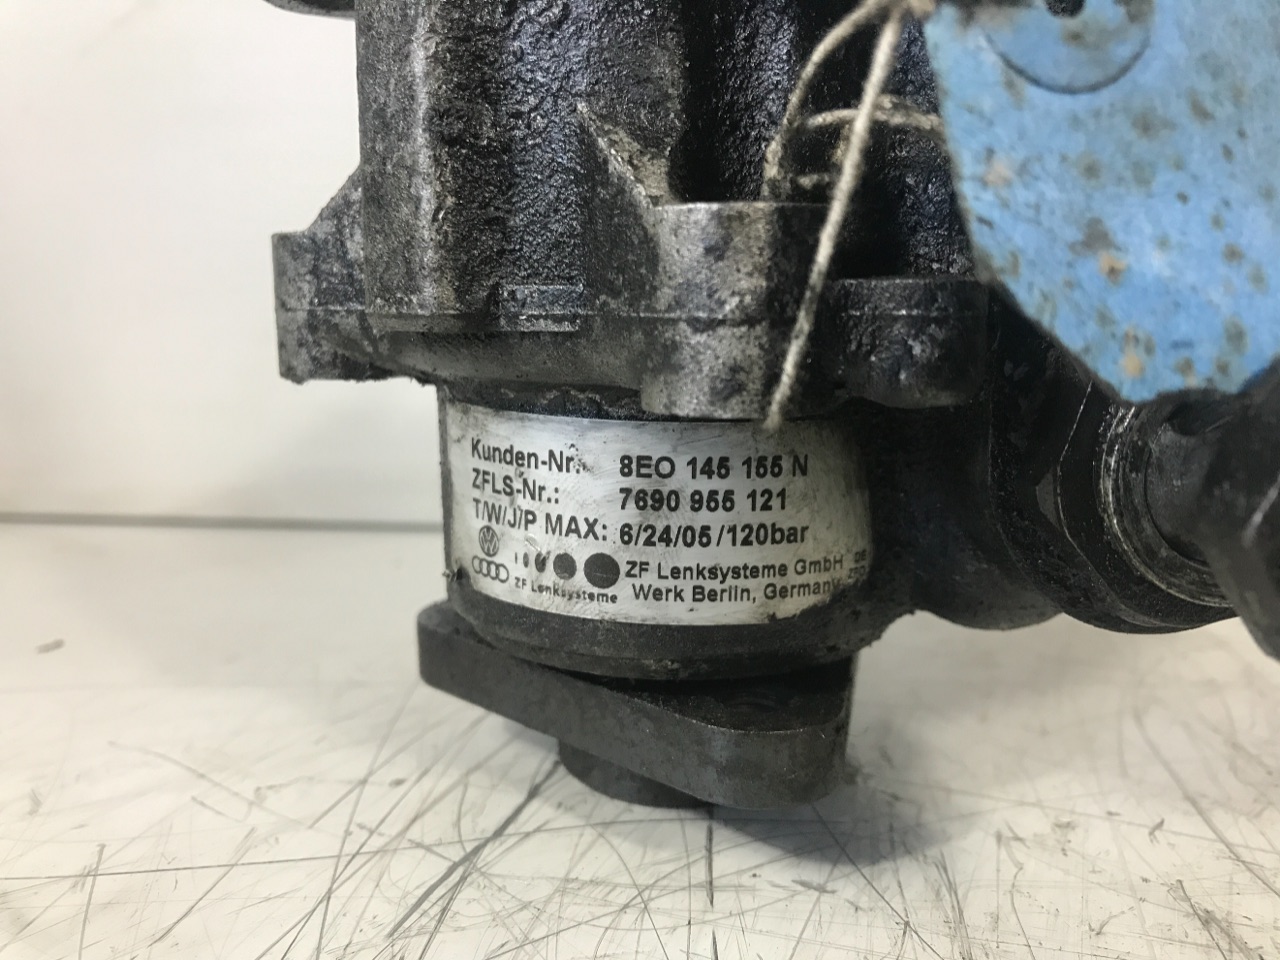 Kunden-Nr.: 8EO 145 155 N
ZFLS-Nr.: 7690 955 121
T/W/J/P MAX: 6/24/05/120bar
ZF Lenksysteme GmbH
ZF Lenksysteme Werk Berlin, Germany